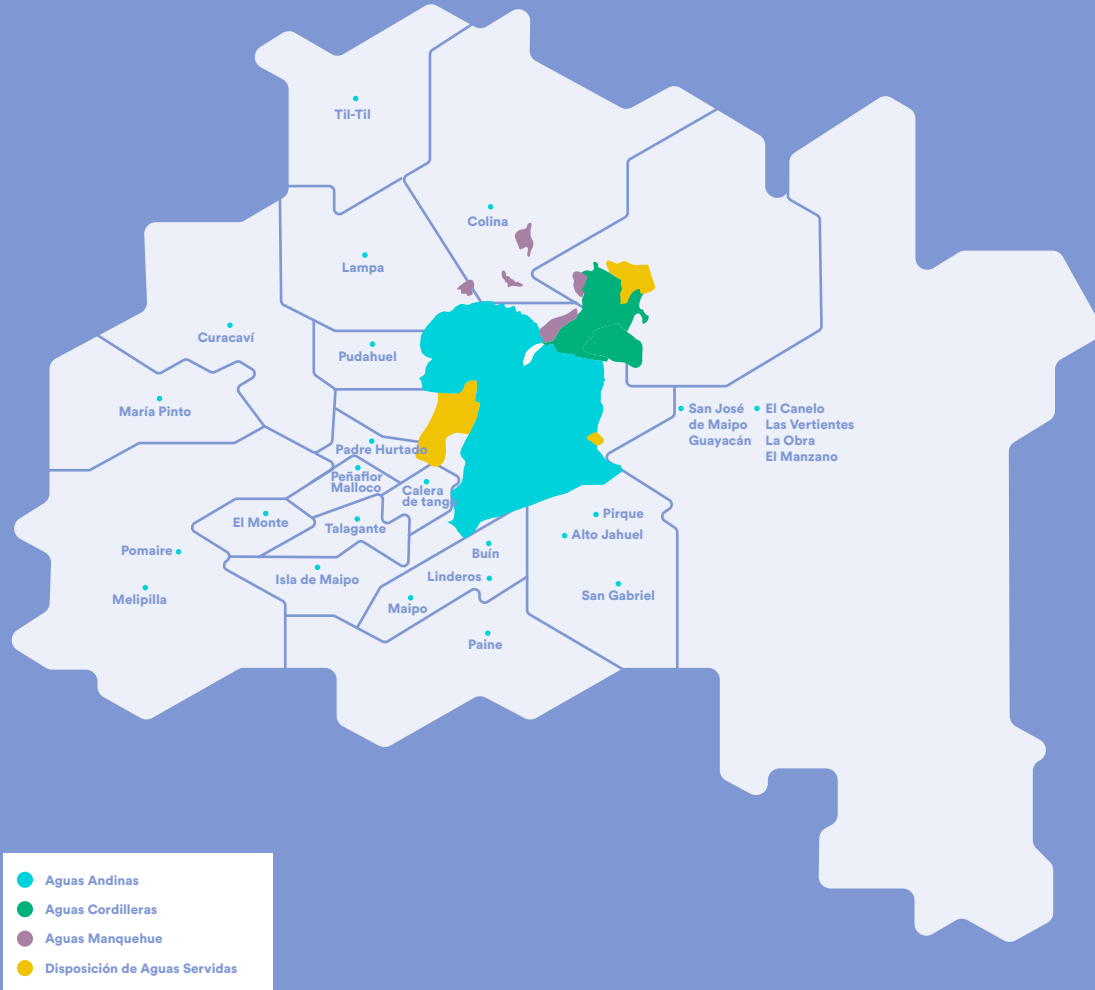 Til-Til
Colina
Lampa
Curacaví
Pudahuel
María Pinto
San José
de Maipo
Guayacán
El Canelo
Las Vertientes
La Obra
El Manzano
Padre Hurtado
Peñaflor
Malloco
Calera
de tango
El Monte
Talagante
Pirque
Alto Jahuel
Pomaire
Buín
Isla de Maipo
Linderos
Melipilla
Maipo
San Gabriel
Paine
Aguas Andinas
Aguas Cordilleras
Aguas Manquehue
Disposición de Aguas Servidas